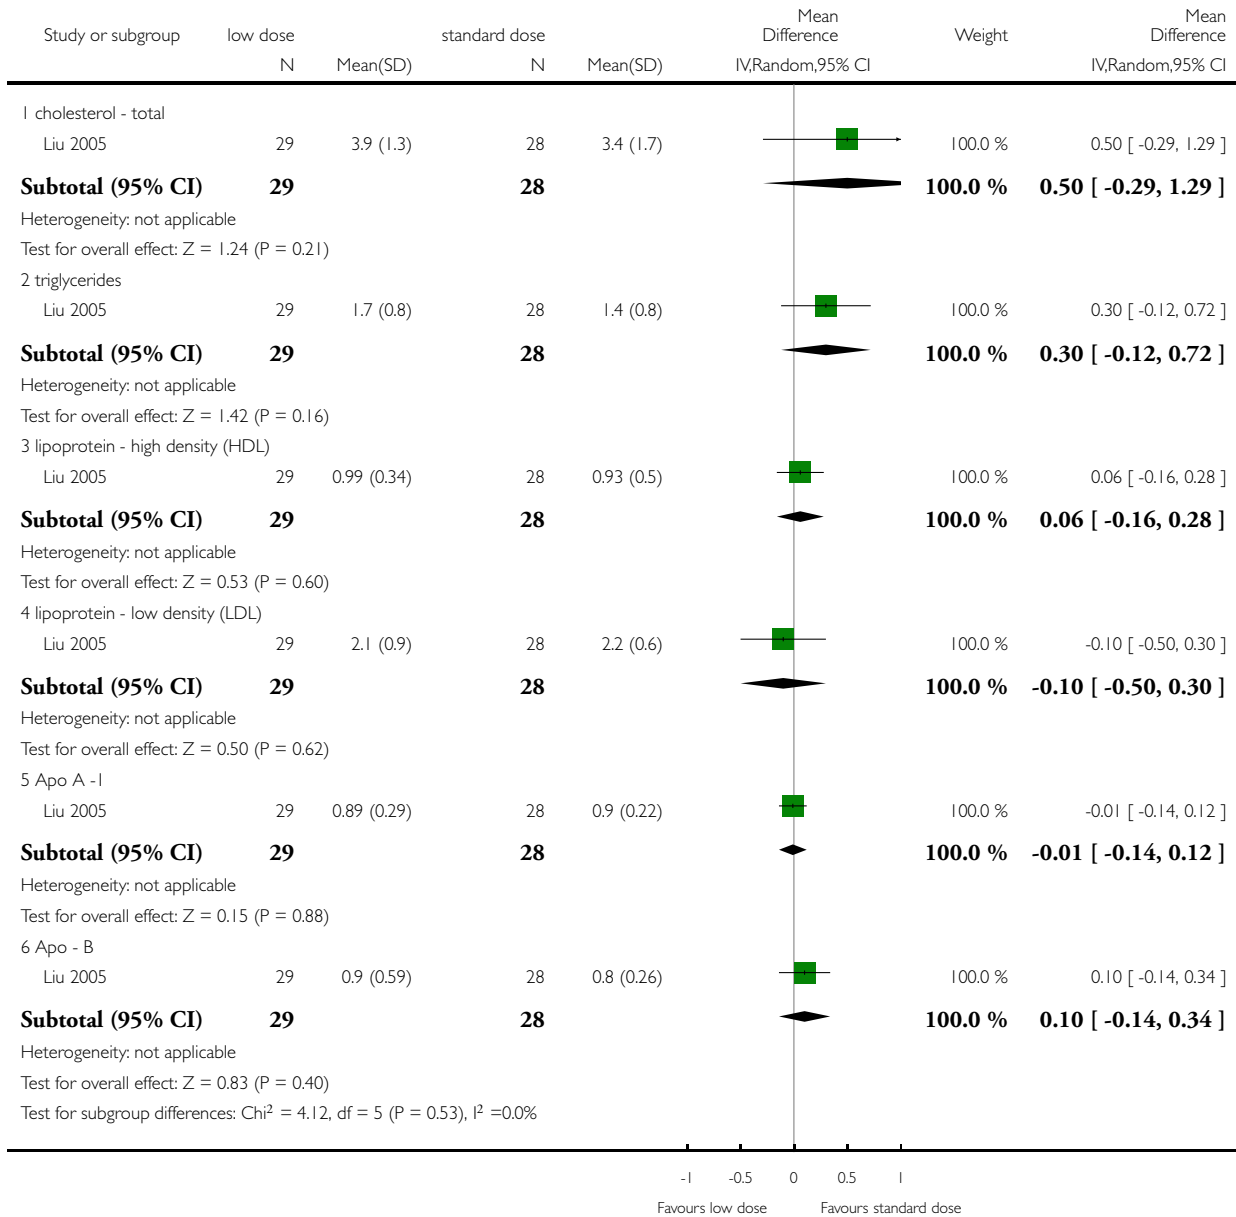 Mean Mean
Study or subgroup low dose standard dose Difference Weight Difference
N Mean(SD) N Mean(SD) IV,Random,95% CI IV,Random,95% CI
1 cholesterol - total
Liu 2005 29 3.9 (1.3) 28 3.4 (1.7) 100.0 % 0.50 [ -0.29, 1.29 ]
Subtotal (95% CI) 29 28 100.0 % 0.50 [ -0.29, 1.29 ]
Heterogeneity: not applicable
Test for overall effect: Z = 1.24 (P = 0.21)
2 triglycerides
Liu 2005 29 1.7 (0.8) 28 1.4 (0.8) 100.0 % 0.30 [ -0.12, 0.72 ]
Subtotal (95% CI) 29 28 100.0 % 0.30 [ -0.12, 0.72 ]
Heterogeneity: not applicable
Test for overall effect: Z = 1.42 (P = 0.16)
3 lipoprotein - high density (HDL)
Liu 2005 29 0.99 (0.34) 28 0.93 (0.5) 100.0 % 0.06 [ -0.16, 0.28 ]
Subtotal (95% CI) 29 28 100.0 % 0.06 [ -0.16, 0.28 ]
Heterogeneity: not applicable
Test for overall effect: Z = 0.53 (P = 0.60)
4 lipoprotein - low density (LDL)
Liu 2005 29 2.1 (0.9) 28 2.2 (0.6) 100.0 % -0.10 [ -0.50, 0.30 ]
Subtotal (95% CI) 29 28 100.0 % -0.10 [ -0.50, 0.30 ]
Heterogeneity: not applicable
Test for overall effect: Z = 0.50 (P = 0.62)
5 Apo A -1
Liu 2005 29 0.89 (0.29) 28 0.9 (0.22) 100.0 % -0.01 [ -0.14, 0.12 ]
Subtotal (95% CI) 29 28 100.0 % -0.01 [ -0.14, 0.12 ]
Heterogeneity: not applicable
Test for overall effect: Z = 0.15 (P = 0.88)
6 Apo - B
Liu 2005 29 0.9 (0.59) 28 0.8 (0.26) 100.0 % 0.10 [ -0.14, 0.34 ]
Subtotal (95% CI) 29 28 100.0 % 0.10 [ -0.14, 0.34 ]
Heterogeneity: not applicable
Test for overall effect: Z = 0.83 (P = 0.40)
Test for subgroup differences: Chi² = 4.12, df = 5 (P = 0.53), I² =0.0%
-1 -0.5 0 0.5 1
Favours low dose Favours standard dose